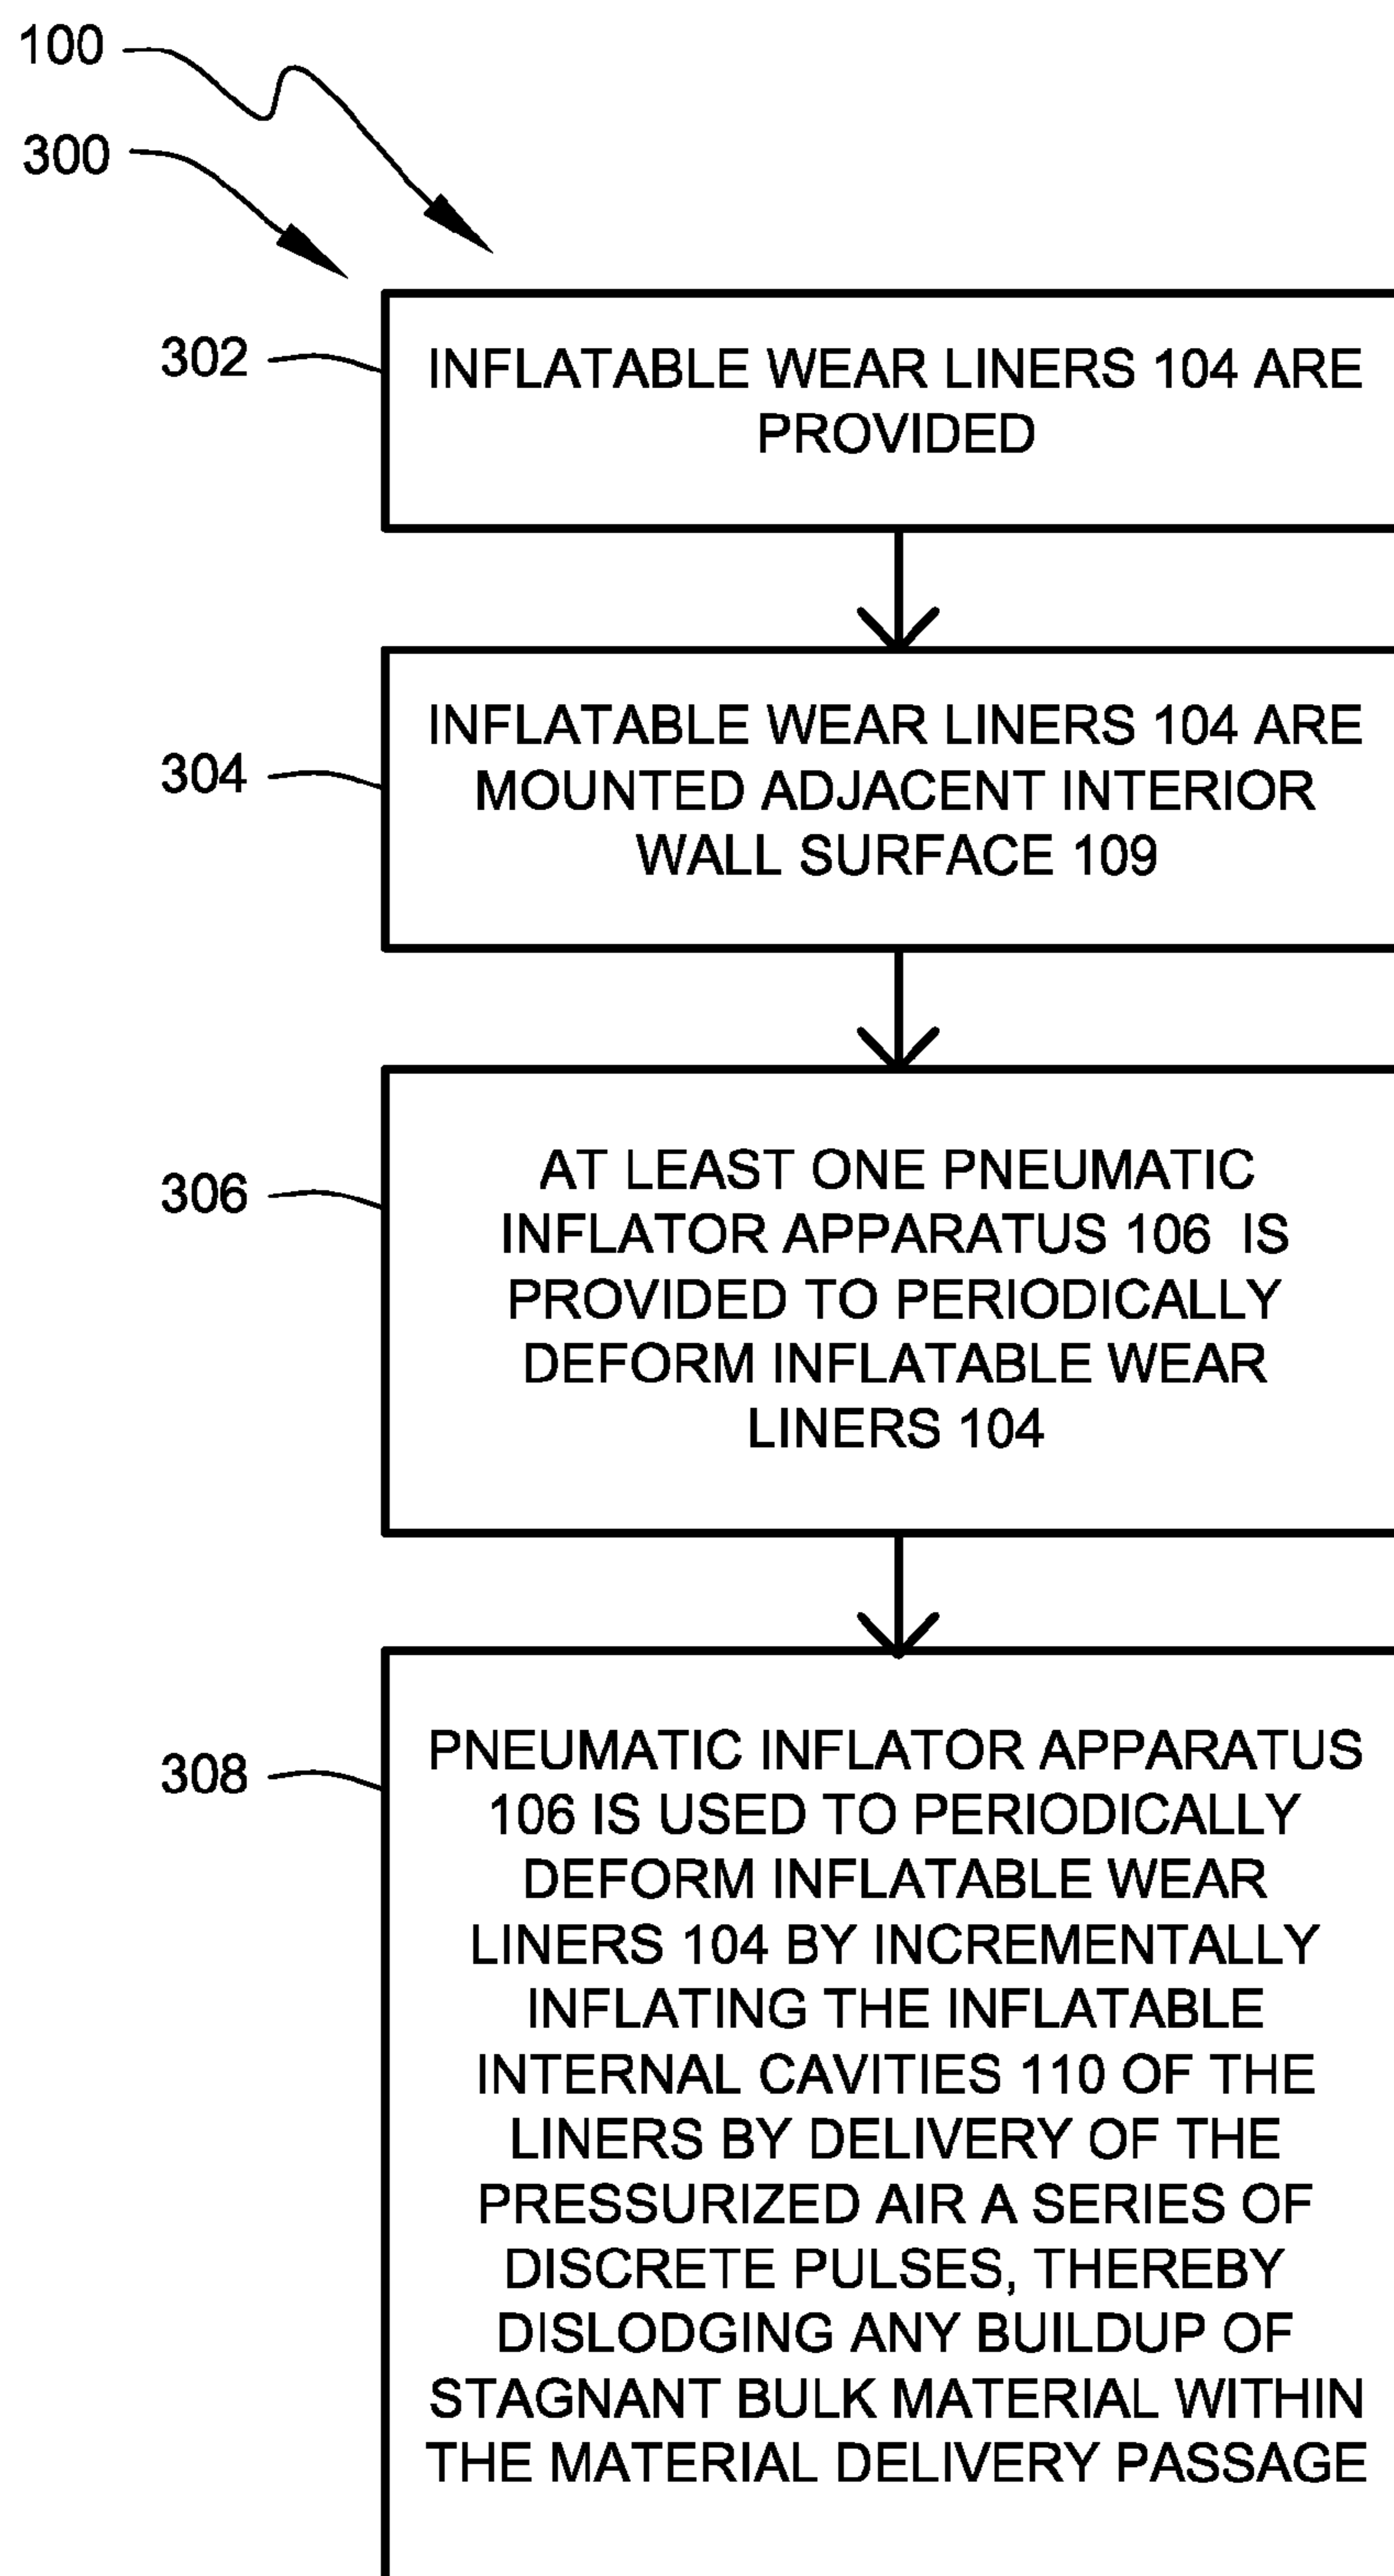 100
300
302
INFLATABLE WEAR LINERS 104 ARE
PROVIDED
304
INFLATABLE WEAR LINERS 104 ARE
MOUNTED ADJACENT INTERIOR
WALL SURFACE 109
306
AT LEAST ONE PNEUMATIC
INFLATOR APPARATUS 106 IS
PROVIDED TO PERIODICALLY
DEFORM INFLATABLE WEAR
LINERS 104
308
PNEUMATIC INFLATOR APPARATUS
106 IS USED TO PERIODICALLY
DEFORM INFLATABLE WEAR
LINERS 104 BY INCREMENTALLY
INFLATING THE INFLATABLE
INTERNAL CAVITIES 110 OF THE
LINERS BY DELIVERY OF THE
PRESSURIZED AIR A SERIES OF
DISCRETE PULSES, THEREBY
DISLODGING ANY BUILDUP OF
STAGNANT BULK MATERIAL WITHIN
THE MATERIAL DELIVERY PASSAGE